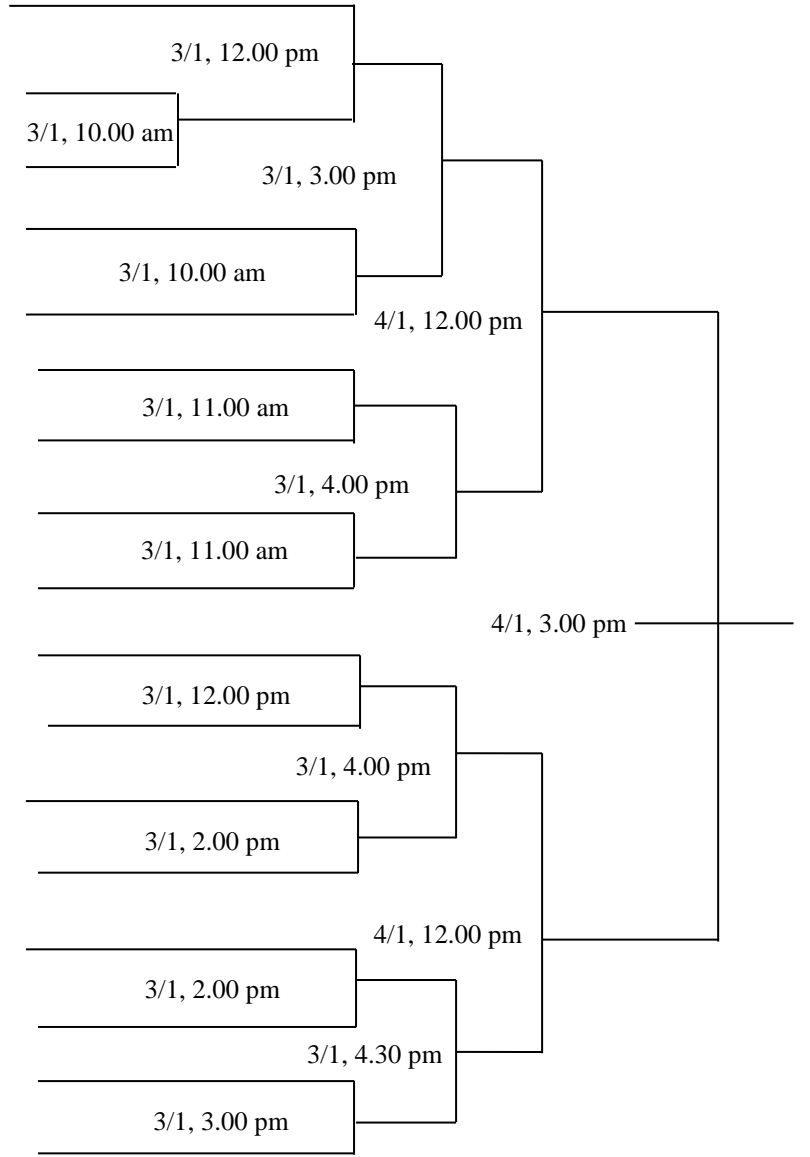 3/1, 12.00 pm
3/1, 10.00 am
3/1, 3.00 pm
3/1, 10.00 am
4/1, 12.00 pm
3/1, 11.00 am
3/1, 4.00 pm
3/1, 11.00 am
4/1, 3.00 pm
3/1, 12.00 pm
3/1, 4.00 pm
3/1, 2.00 pm
4/1, 12.00 pm
3/1, 2.00 pm
3/1, 4.30 pm
3/1, 3.00 pm